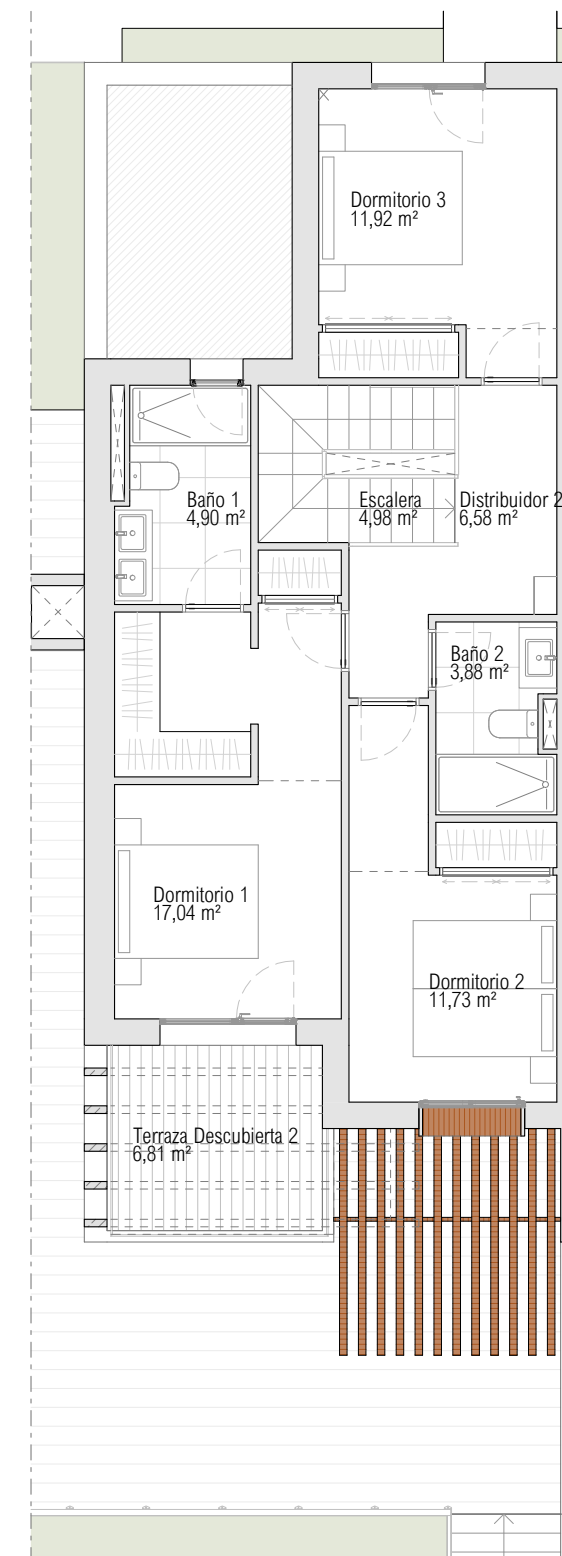 Dormitorio 3
11,92 m²
Baño 1
4,90 m²
Escalera
4,98 m²
Distribuidor 2
6,58 m²
Baño 2
3,88 m²
Dormitorio 1
17,04 m²
Dormitorio 2
11,73 m²
Terraza Descubierta 2
6,81 m²